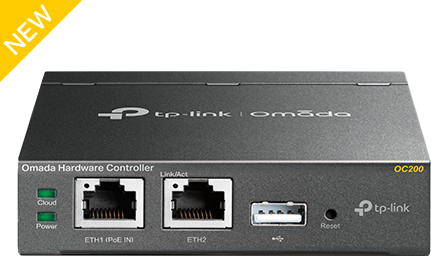 NEW
tp-link | omada
Omada Hardware Controller
Link/Act
OC200
Cloud
Power
ETH1 (PoE IN)
ETH2
Reset
tp-link